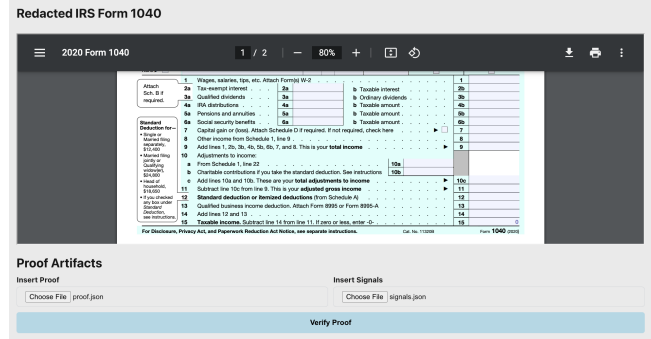 Redacted IRS Form 1040
2020 Form 1040 1 / 2 80%
1 Wages, salaries, tips, etc. Attach Form(s) W-2 1
Attach Sch. B if required.
2a Tax-exempt interest 2a b Taxable interest 2b
3a Qualified dividends 3a b Ordinary dividends 3b
4a IRA distributions 4a b Taxable amount 4b
5a Pensions and annuities 5a b Taxable amount 5b
6a Social security benefits 6a b Taxable amount 6b
Standard Deduction for—
• Single or Married filing separately, $12,400
• Married filing jointly or Qualifying widow(er), $24,800
• Head of household, $18,650
• If you checked any box under Standard Deduction, see instructions.
7 Capital gain or (loss). Attach Schedule D if required. If not required, check here 7
8 Other income from Schedule 1, line 9 8
9 Add lines 1, 2b, 3b, 4b, 5b, 6b, 7, and 8. This is your total income 9
10 Adjustments to income:
a From Schedule 1, line 22 10a
b Charitable contributions if you take the standard deduction. See instructions 10b
c Add lines 10a and 10b. These are your total adjustments to income 10c
11 Subtract line 10c from line 9. This is your adjusted gross income 11
12 Standard deduction or itemized deductions (from Schedule A) 12
13 Qualified business income deduction. Attach Form 8995 or Form 8995-A 13
14 Add lines 12 and 13 14
15 Taxable income. Subtract line 14 from line 11. If zero or less, enter -0- 15 0
For Disclosure, Privacy Act, and Paperwork Reduction Act Notice, see separate instructions. Cat. No. 11320B Form 1040 (2020)
Proof Artifacts
Insert Proof Insert Signals
Choose File proof.json Choose File signals.json
Verify Proof